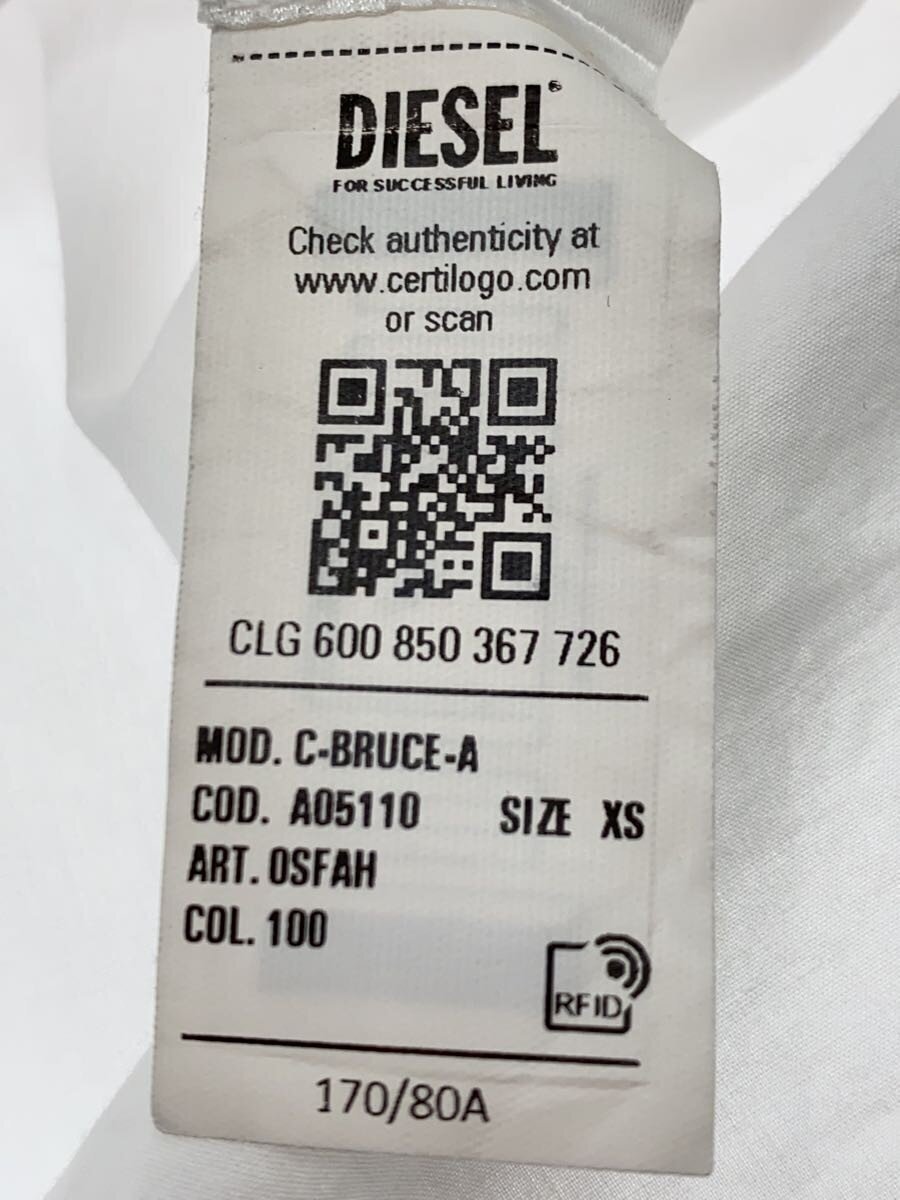 DIESEL®
FOR SUCCESSFUL LIVING
Check authenticity at
www.certilogo.com
or scan
CLG 600 850 367 726
MOD. C-BRUCE-A
COD. A05110 SIZE XS
ART. 0SFAH
COL. 100
RFID
170/80A